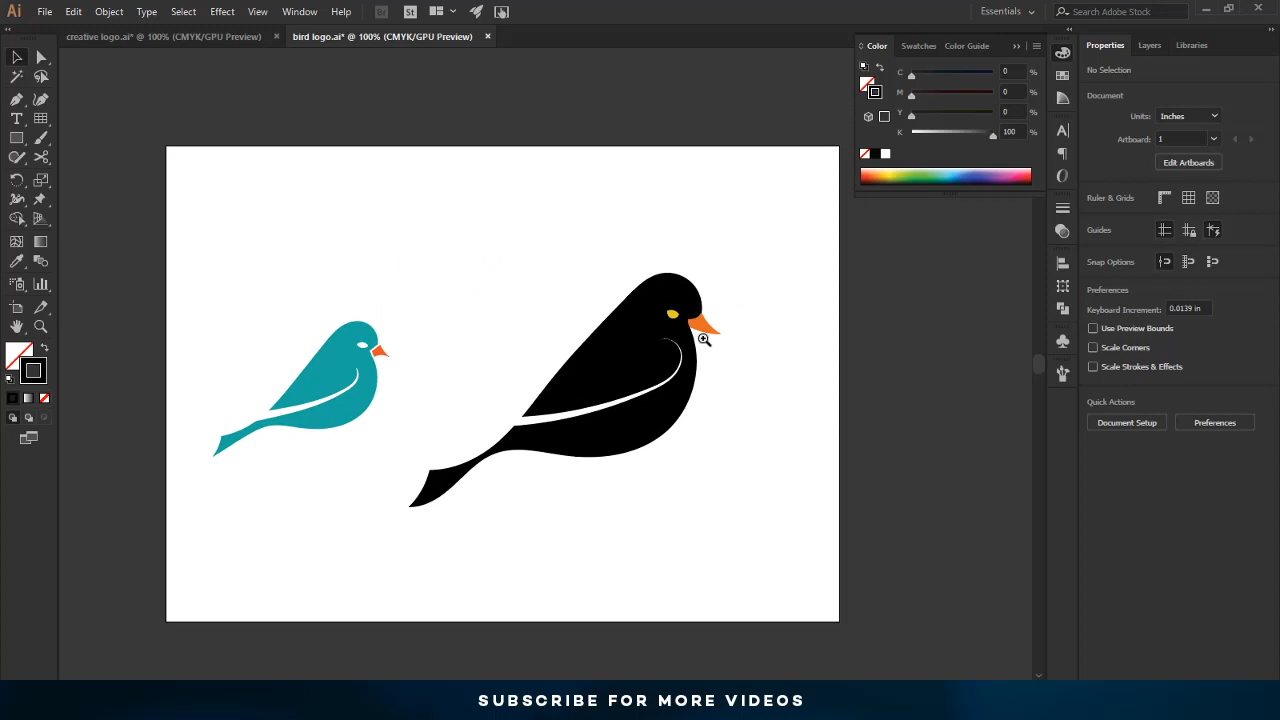 Ai File Edit Object Type Select Effect View Window Help Br St Essentials Search Adobe Stock
creative logo.ai* @ 100% (CMYK/GPU Preview) × bird logo.ai* @ 100% (CMYK/GPU Preview) ×
Color Swatches Color Guide
C 0 %
M 0 %
Y 0 %
K 100 %
Properties Layers Libraries
No Selection
Document
Units: Inches
Artboard: 1
Edit Artboards
Ruler & Grids
Guides
Snap Options
Preferences
Keyboard Increment: 0.0139 in
Use Preview Bounds
Scale Corners
Scale Strokes & Effects
Quick Actions
Document Setup Preferences
SUBSCRIBE FOR MORE VIDEOS